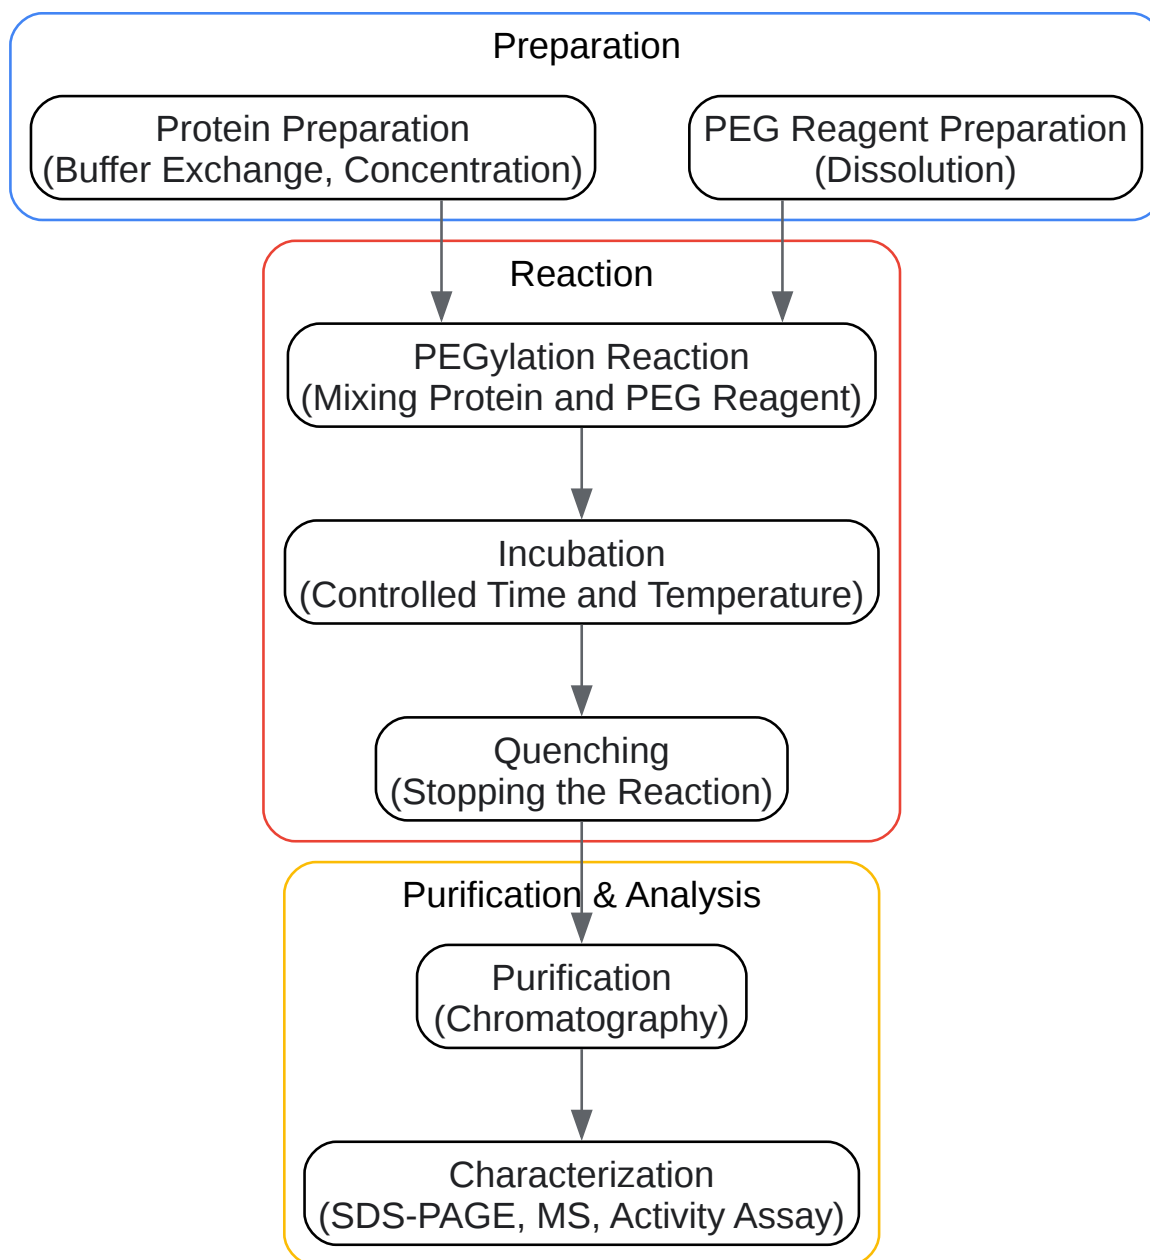 Preparation
Protein Preparation
(Buffer Exchange, Concentration)
PEG Reagent Preparation
(Dissolution)
Reaction
PEGylation Reaction
(Mixing Protein and PEG Reagent)
Incubation
(Controlled Time and Temperature)
Quenching
(Stopping the Reaction)
Purification & Analysis
Purification
(Chromatography)
Characterization
(SDS-PAGE, MS, Activity Assay)